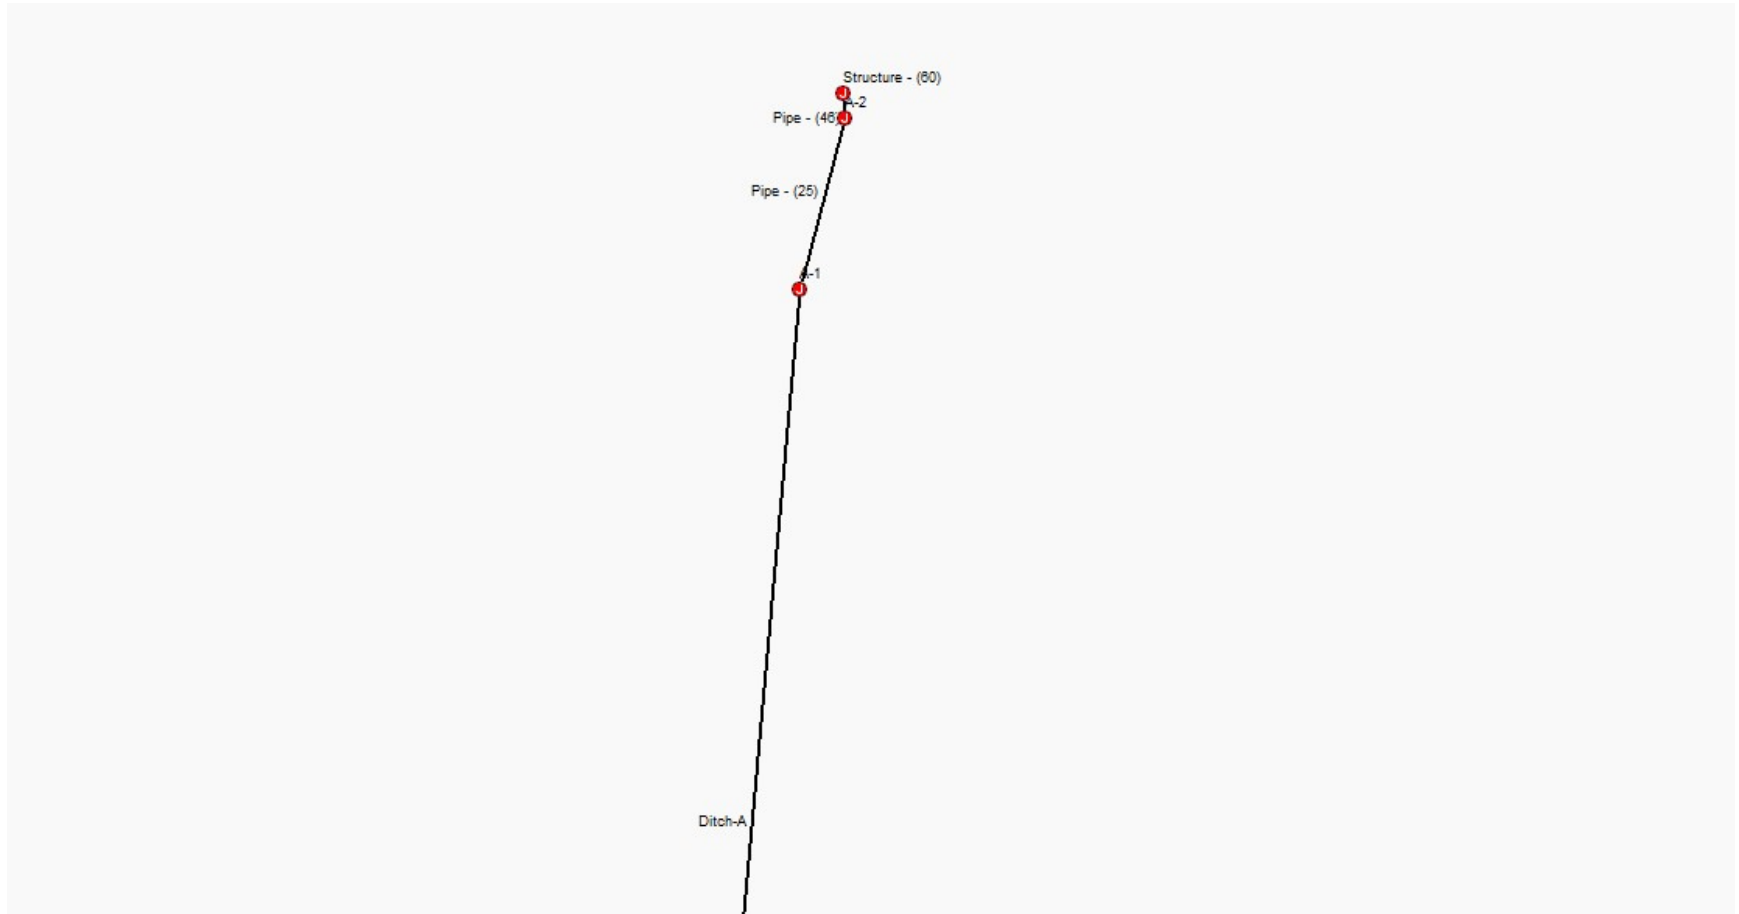 Structure - (60)
A-2
Pipe - (46)
Pipe - (25)
A-1
Ditch-A